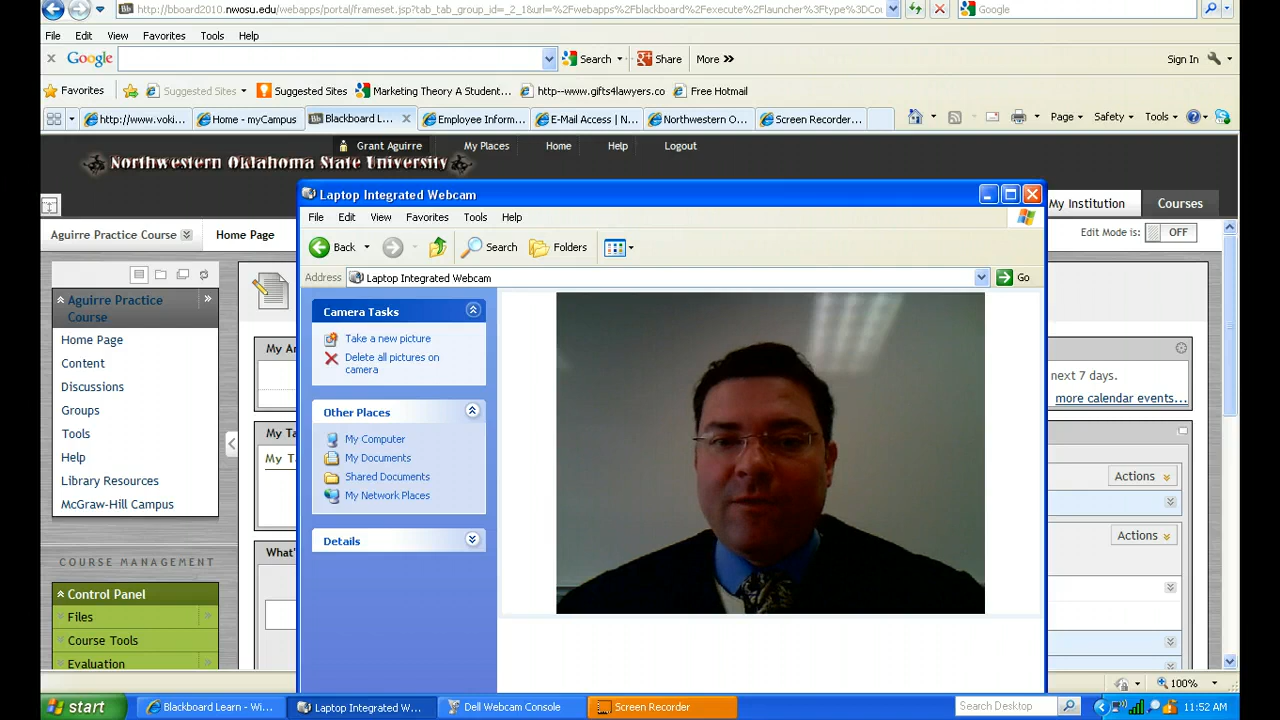 http://bboard2010.nwosu.edu/webapps/portal/frameset.jsp?tab_tab_group_id=_2_1&url=%2Fwebapps%2Fblackboard%2Fexecute%2Flauncher%3Ftype%3DCo
Google
File Edit View Favorites Tools Help
Google Search Share More Sign In
Favorites Suggested Sites Suggested Sites Marketing Theory A Student... http--www.gifts4lawyers.co Free Hotmail
http://www.voki Home - myCampus Blackboard L... Employee Inform... E-Mail Access | N... Northwestern O... Screen Recorder... Page Safety Tools
Grant Aguirre My Places Home Help Logout
Northwestern Oklahoma State University
Laptop Integrated Webcam
My Institution Courses
File Edit View Favorites Tools Help
Aguirre Practice Course Home Page Edit Mode is: OFF
Back Search Folders
Address Laptop Integrated Webcam Go
Aguirre Practice
Course
Home Page
Content
Discussions
Groups
Tools
Help
Library Resources
McGraw-Hill Campus
COURSE MANAGEMENT
Control Panel
Files
Course Tools
Evaluation
My An
My Ta
My T
What'
Camera Tasks
Take a new picture
Delete all pictures on
camera
Other Places
My Computer
My Documents
Shared Documents
My Network Places
Details
next 7 days.
more calendar events...
Actions
Actions
100%
start Blackboard Learn - Wi... Laptop Integrated W... Dell Webcam Console Screen Recorder Search Desktop 11:52 AM